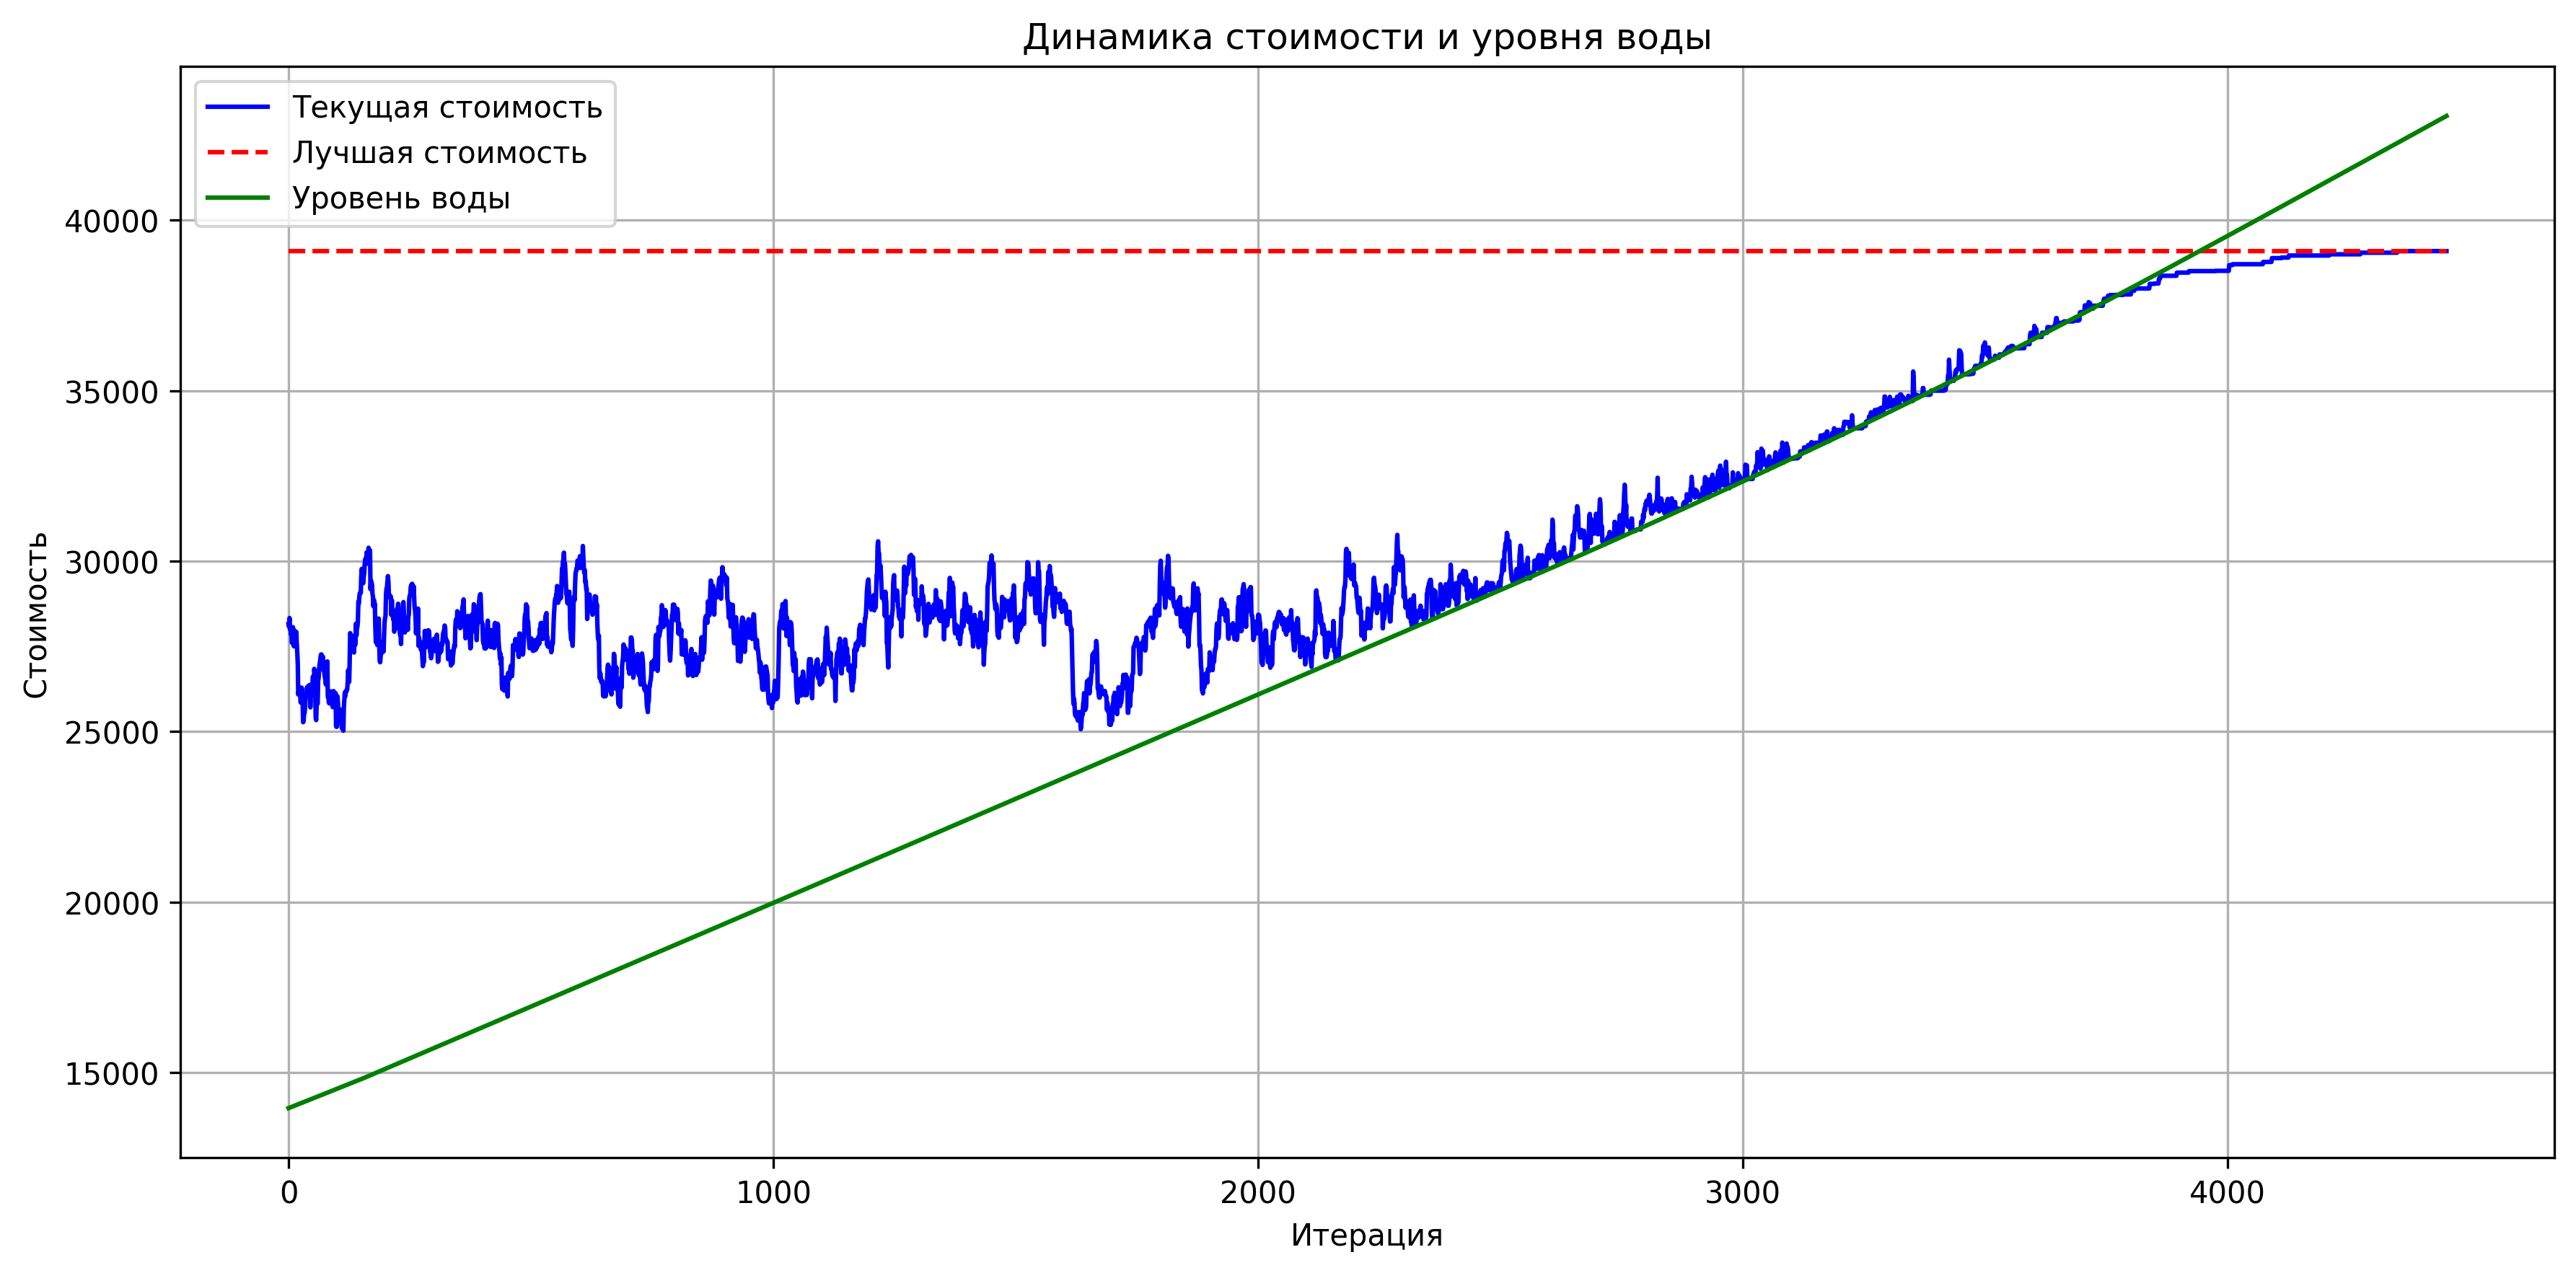 Динамика стоимости и уровня воды
Текущая стоимость
Лучшая стоимость
Уровень воды
Стоимость
40000
35000
30000
25000
20000
15000
0 1000 2000 3000 4000
Итерация